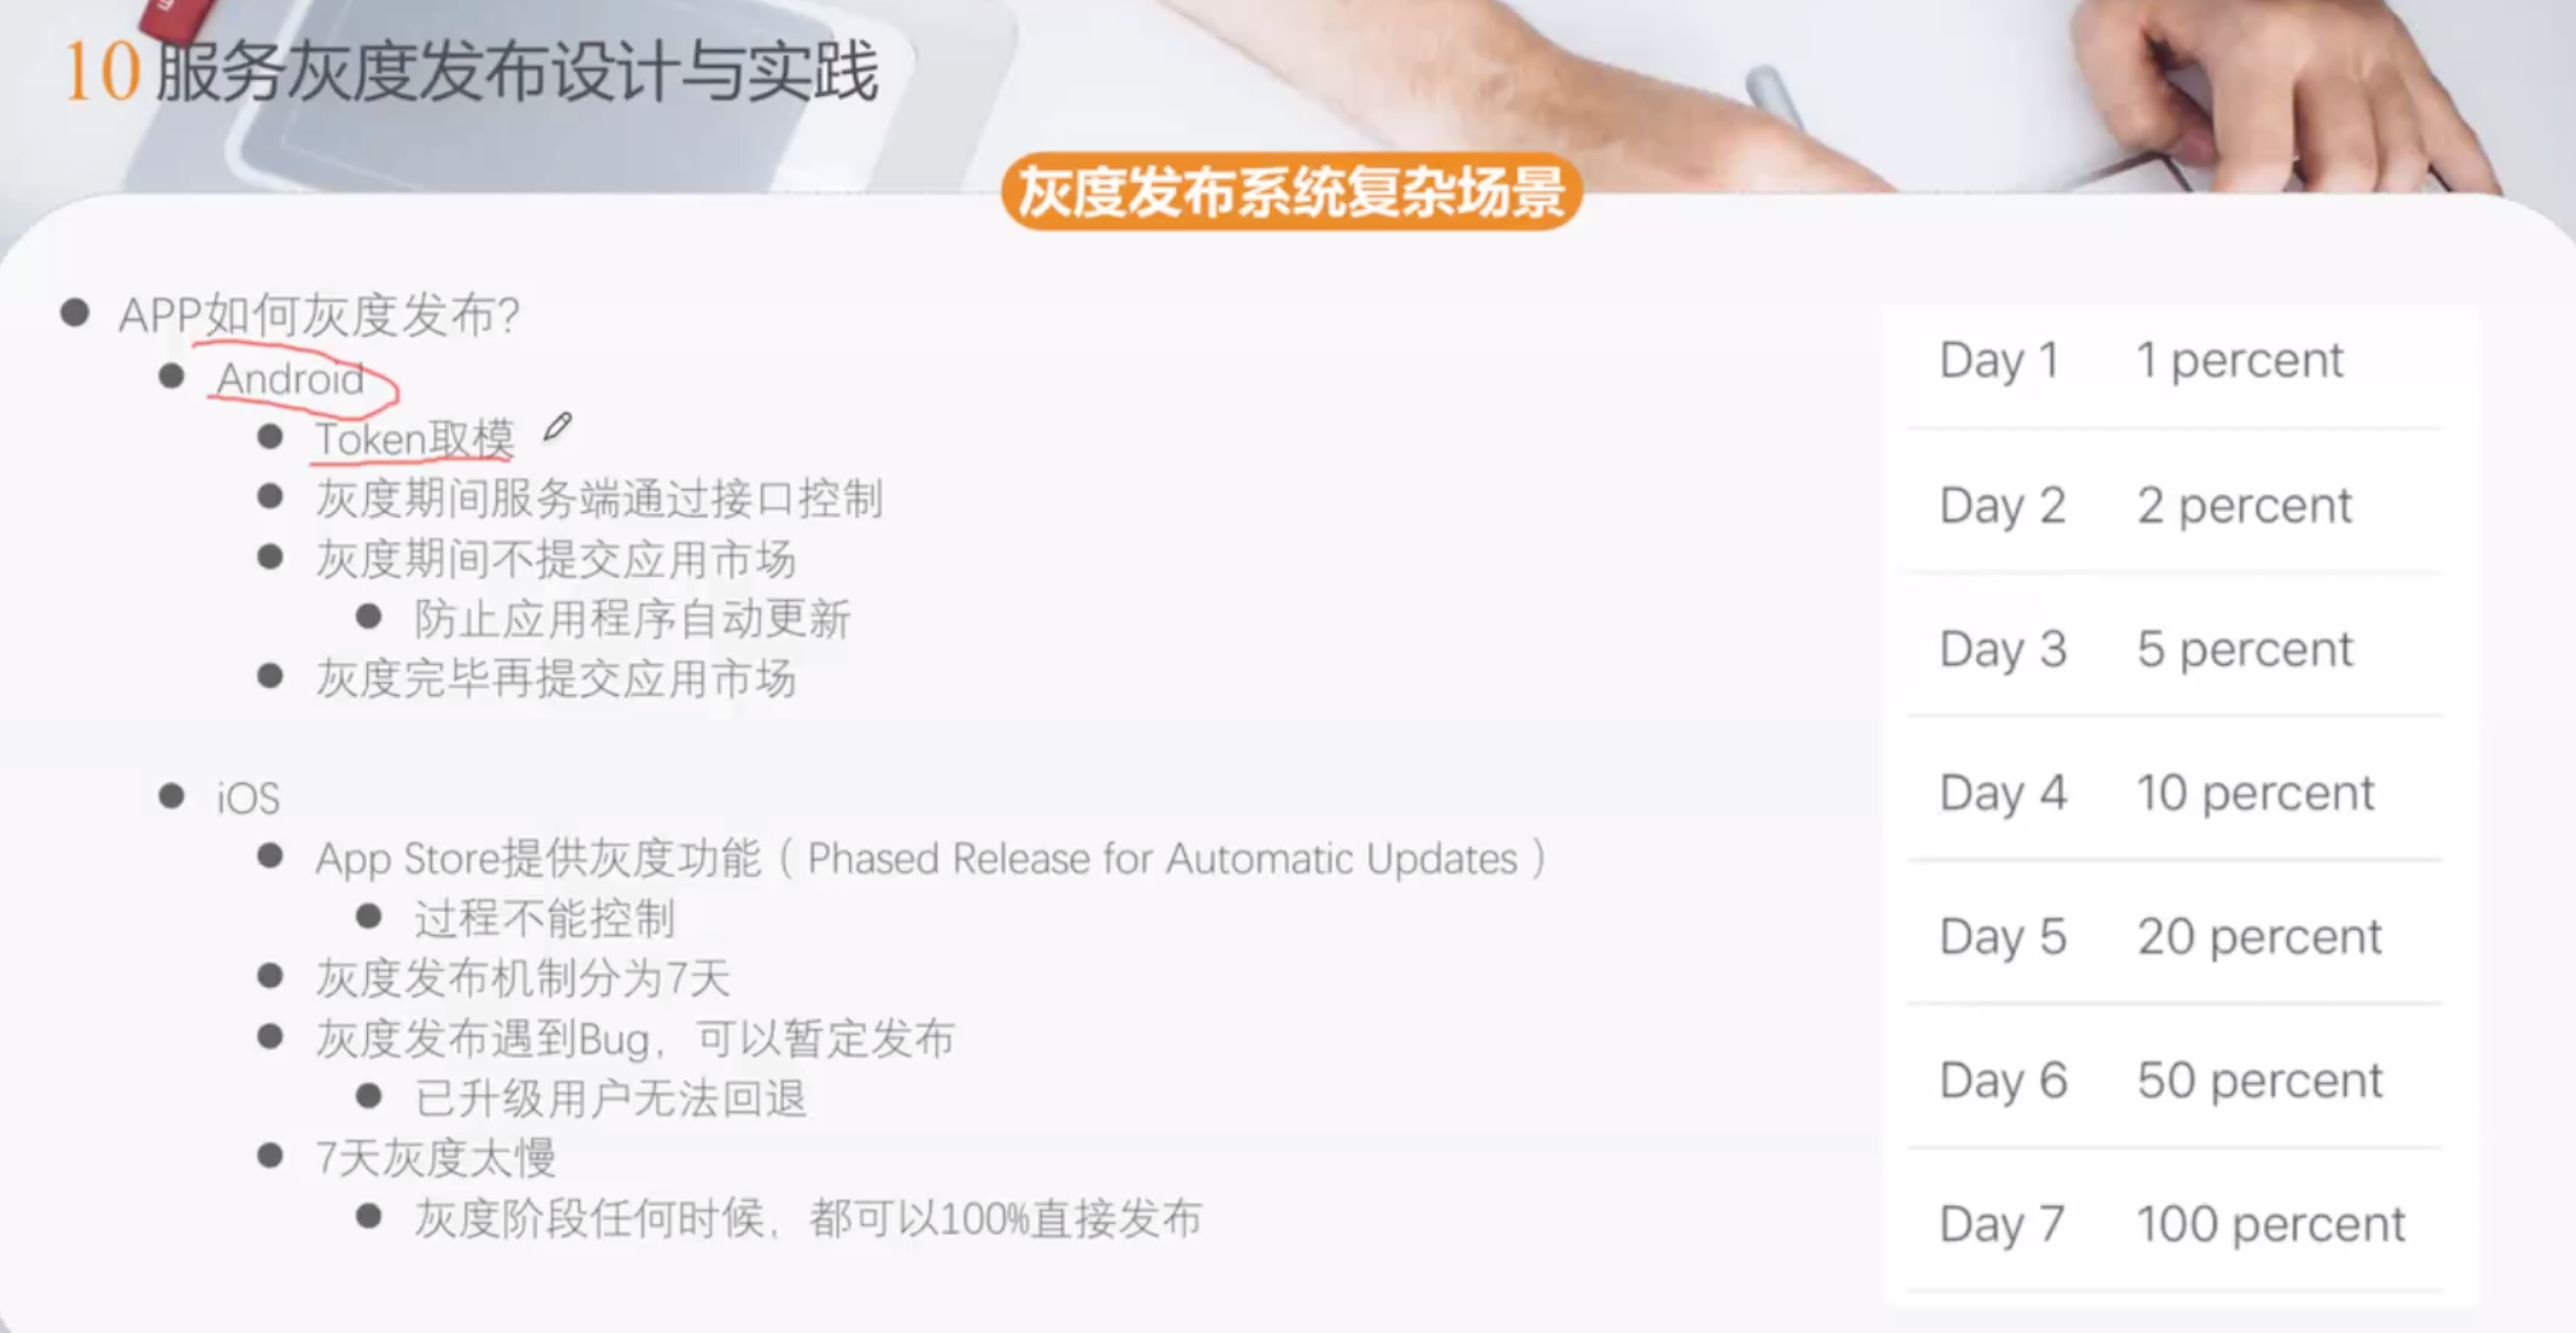 10 服务灰度发布设计与实践
灰度发布系统复杂场景
APP如何灰度发布?
Android
Token取模
灰度期间服务端通过接口控制
灰度期间不提交应用市场
防止应用程序自动更新
灰度完毕再提交应用市场
iOS
App Store提供灰度功能（Phased Release for Automatic Updates）
过程不能控制
灰度发布机制分为7天
灰度发布遇到Bug，可以暂定发布
已升级用户无法回退
7天灰度太慢
灰度阶段任何时候，都可以100%直接发布
Day 1 1 percent
Day 2 2 percent
Day 3 5 percent
Day 4 10 percent
Day 5 20 percent
Day 6 50 percent
Day 7 100 percent